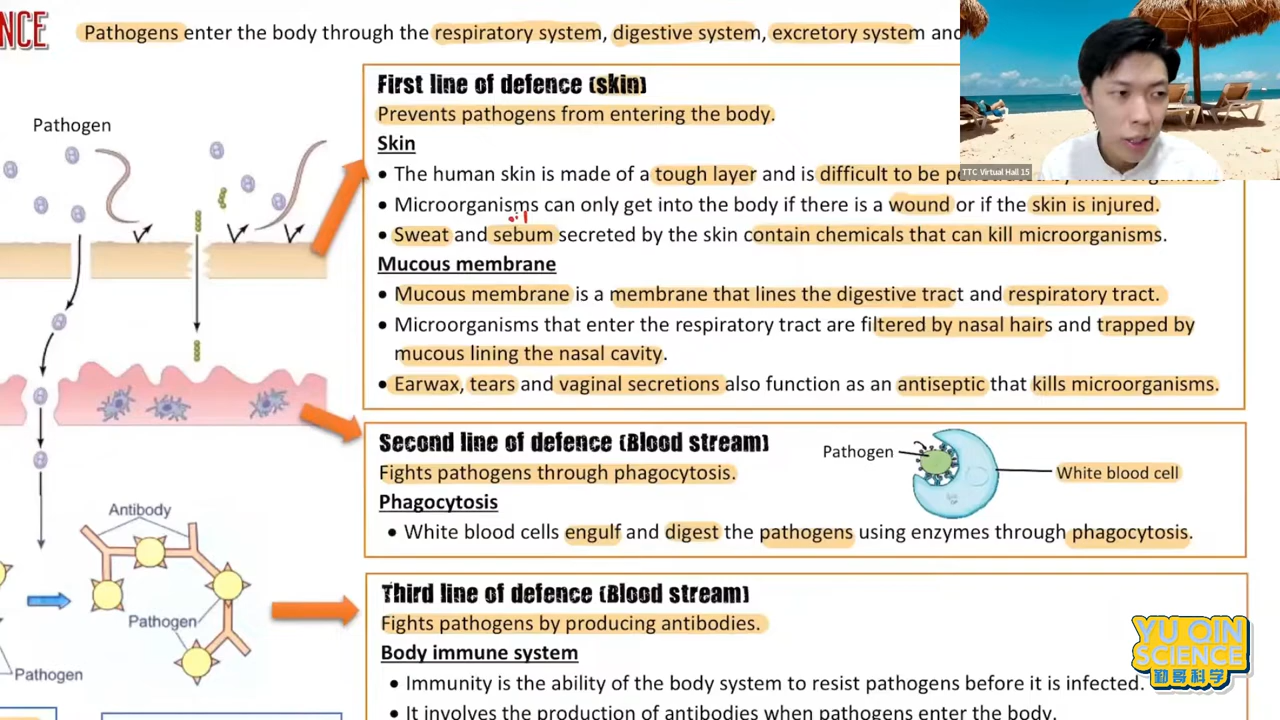 NCE
Pathogens enter the body through the respiratory system, digestive system, excretory system and
Pathogen
First line of defence (skin)
Prevents pathogens from entering the body.
Skin
• The human skin is made of a tough layer and is difficult to be
• Microorganisms can only get into the body if there is a wound or if the skin is injured.
• Sweat and sebum secreted by the skin contain chemicals that can kill microorganisms.
Mucous membrane
• Mucous membrane is a membrane that lines the digestive tract and respiratory tract.
• Microorganisms that enter the respiratory tract are filtered by nasal hairs and trapped by
mucous lining the nasal cavity.
• Earwax, tears and vaginal secretions also function as an antiseptic that kills microorganisms.
Second line of defence (Blood stream)
Fights pathogens through phagocytosis.
Phagocytosis
• White blood cells engulf and digest the pathogens using enzymes through phagocytosis.
Pathogen
White blood cell
Antibody
Pathogen
Pathogen
Third line of defence (Blood stream)
Fights pathogens by producing antibodies.
Body immune system
• Immunity is the ability of the body system to resist pathogens before it is infected.
• It involves the production of antibodies when pathogens enter the body.
TTC Virtual Hall 15
YU QIN
SCIENCE
勤哥科学